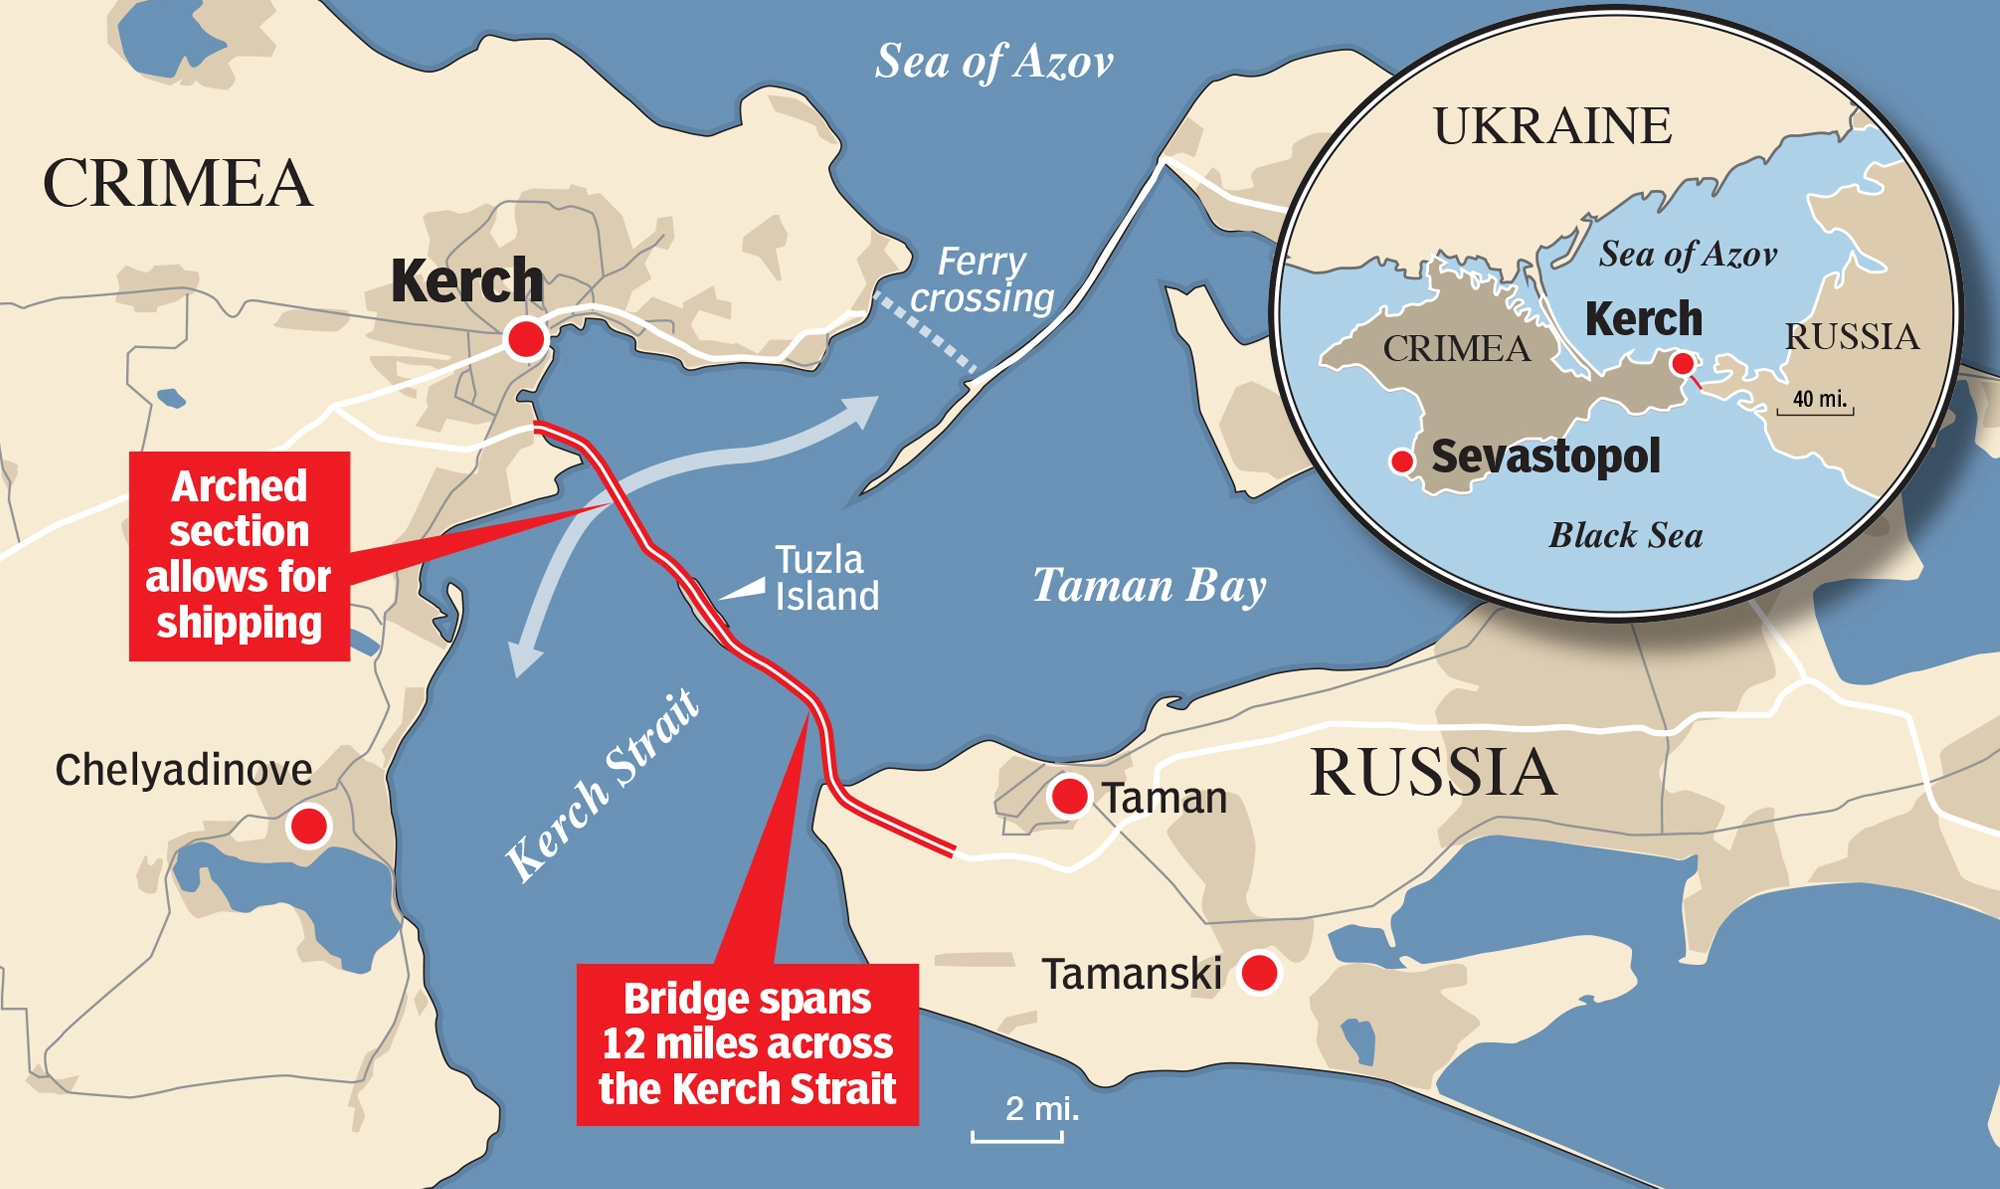 Sea of Azov
CRIMEA
Kerch
Ferry
crossing
Arched
section
allows for
shipping
Tuzla
Island
Taman Bay
Kerch Strait
Chelyadinove
Taman
RUSSIA
Tamanski
Bridge spans
12 miles across
the Kerch Strait
2 mi.
UKRAINE
Sea of Azov
Kerch
CRIMEA
RUSSIA
40 mi.
Sevastopol
Black Sea